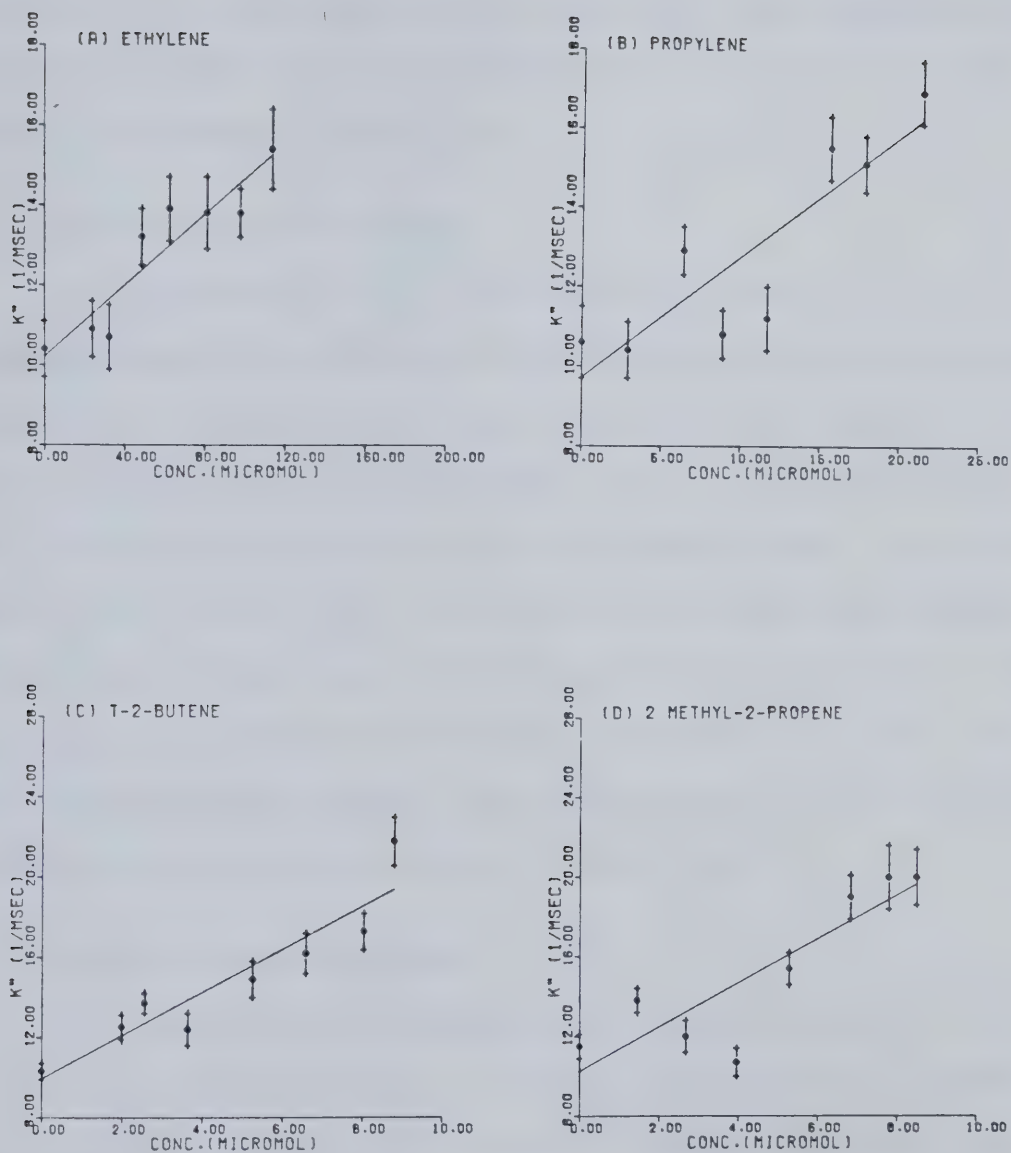 (A) ETHYLENE
18.00
16.00
14.00
12.00
10.00
8.00
K" (1/MSEC)
0.00 40.00 80.00 120.00 160.00 200.00
CONC.(MICROMOL)
(B) PROPYLENE
18.00
16.00
14.00
12.00
10.00
8.00
K" (1/MSEC)
0.00 5.00 10.00 15.00 20.00 25.00
CONC.(MICROMOL)
(C) T-2-BUTENE
28.00
24.00
20.00
16.00
12.00
8.00
K" (1/MSEC)
0.00 2.00 4.00 6.00 8.00 10.00
CONC.(MICROMOL)
(D) 2 METHYL-2-PROPENE
28.00
24.00
20.00
16.00
12.00
8.00
K" (1/MSEC)
0.00 2.00 4.00 6.00 8.00 10.00
CONC.(MICROMOL)